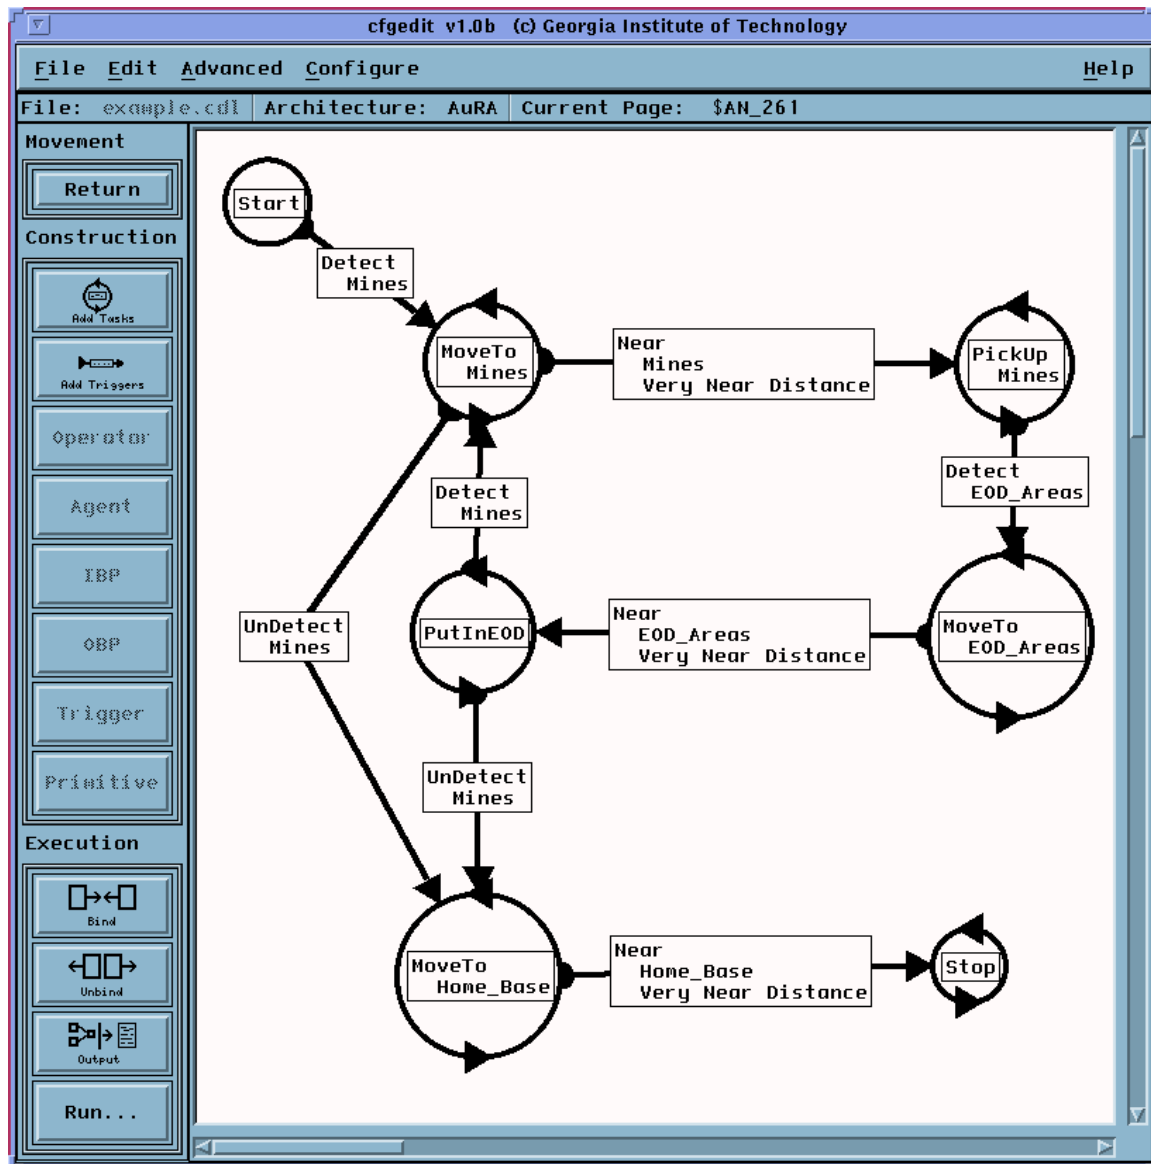 cfgedit v1.0b (c) Georgia Institute of Technology
File Edit Advanced Configure Help
File: example.cdl Architecture: AuRA Current Page: $AN_261
Movement
Return
Construction
Add Tasks
Add Triggers
Operator
Agent
IBP
OBP
Trigger
Primitive
Execution
Bind
Unbind
Output
Run...
Start
Detect
Mines
MoveTo
Mines
Near
Mines
Very Near Distance
PickUp
Mines
Detect
EOD_Areas
Detect
Mines
UnDetect
Mines
PutInEOD
Near
EOD_Areas
Very Near Distance
MoveTo
EOD_Areas
UnDetect
Mines
MoveTo
Home_Base
Near
Home_Base
Very Near Distance
Stop